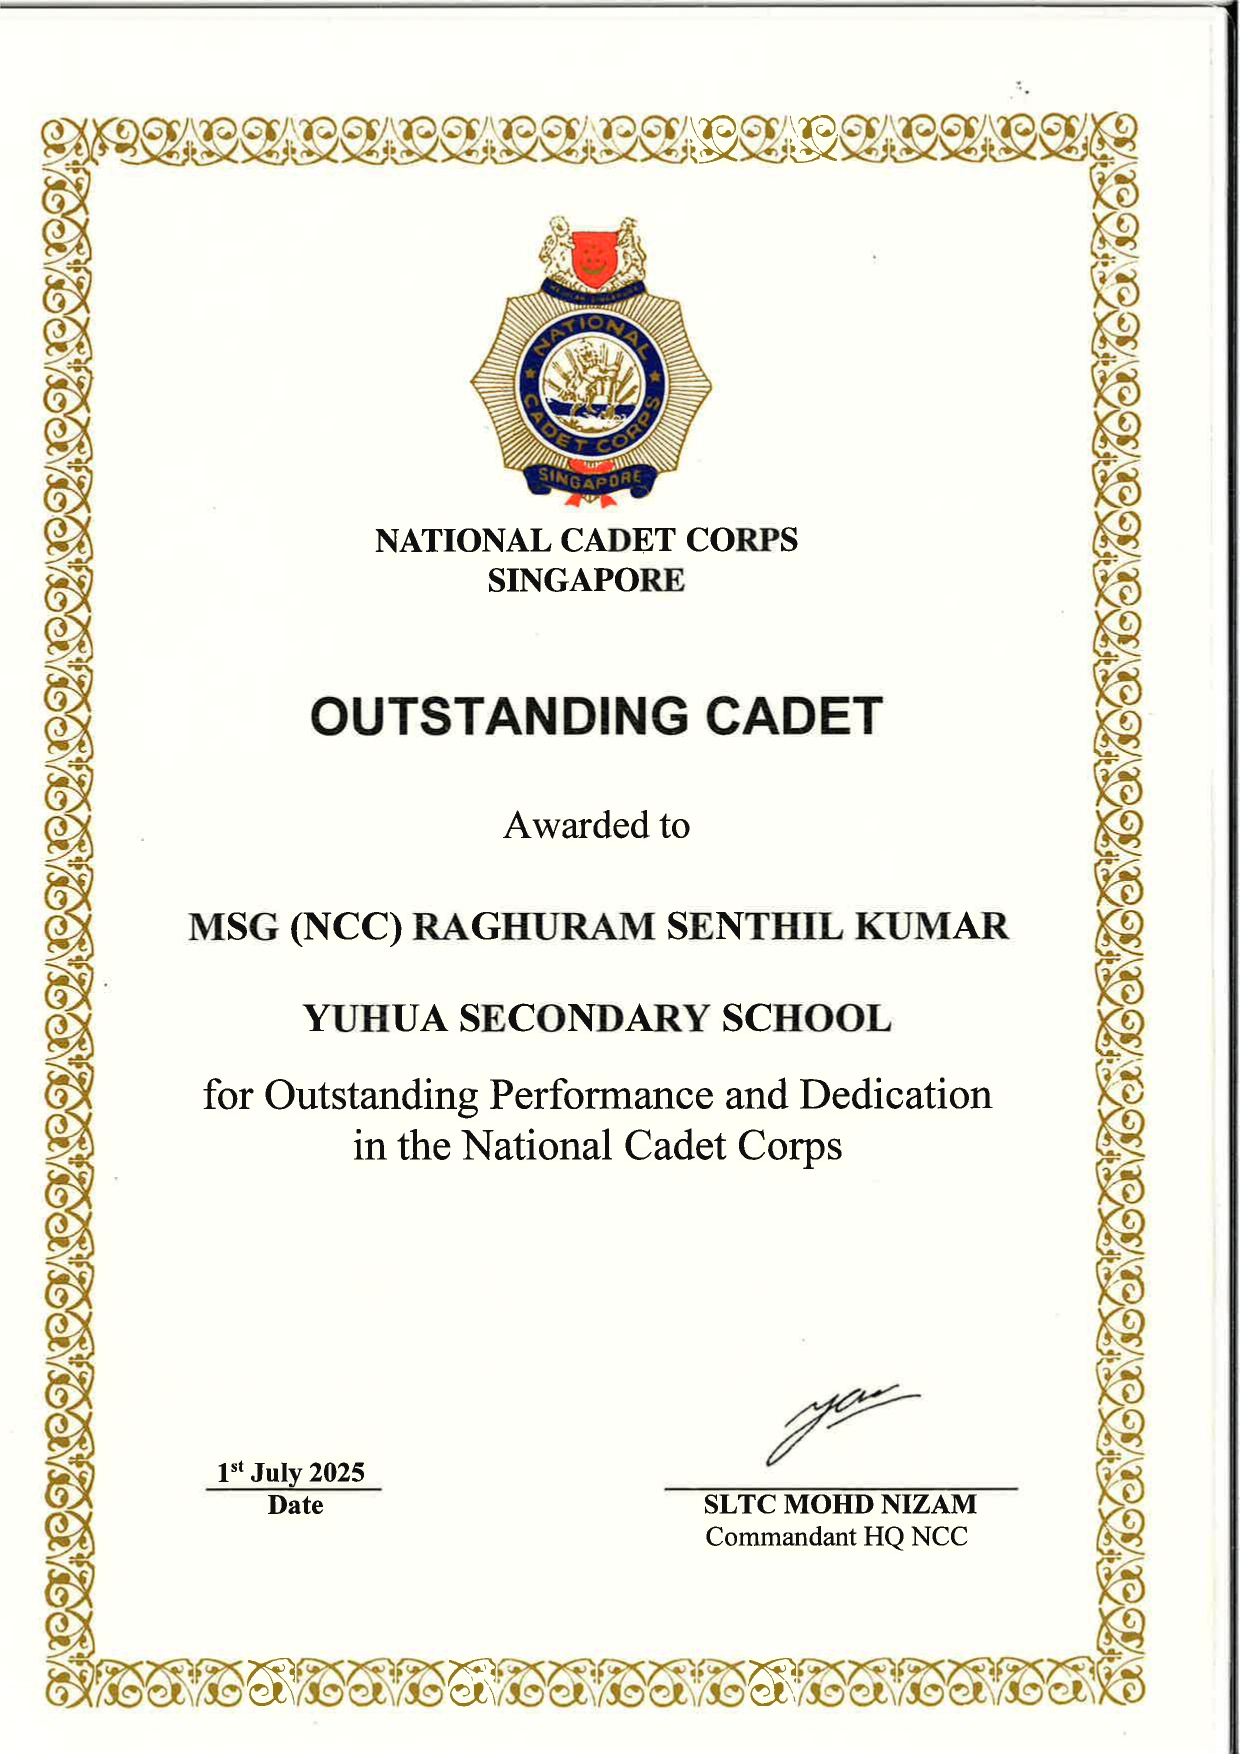 NATIONAL
CADET CORPS
SINGAPORE
NATIONAL CADET CORPS
SINGAPORE
OUTSTANDING CADET
Awarded to
MSG (NCC) RAGHURAM SENTHIL KUMAR
YUHUA SECONDARY SCHOOL
for Outstanding Performance and Dedication
in the National Cadet Corps
1st July 2025
Date
SLTC MOHD NIZAM
Commandant HQ NCC